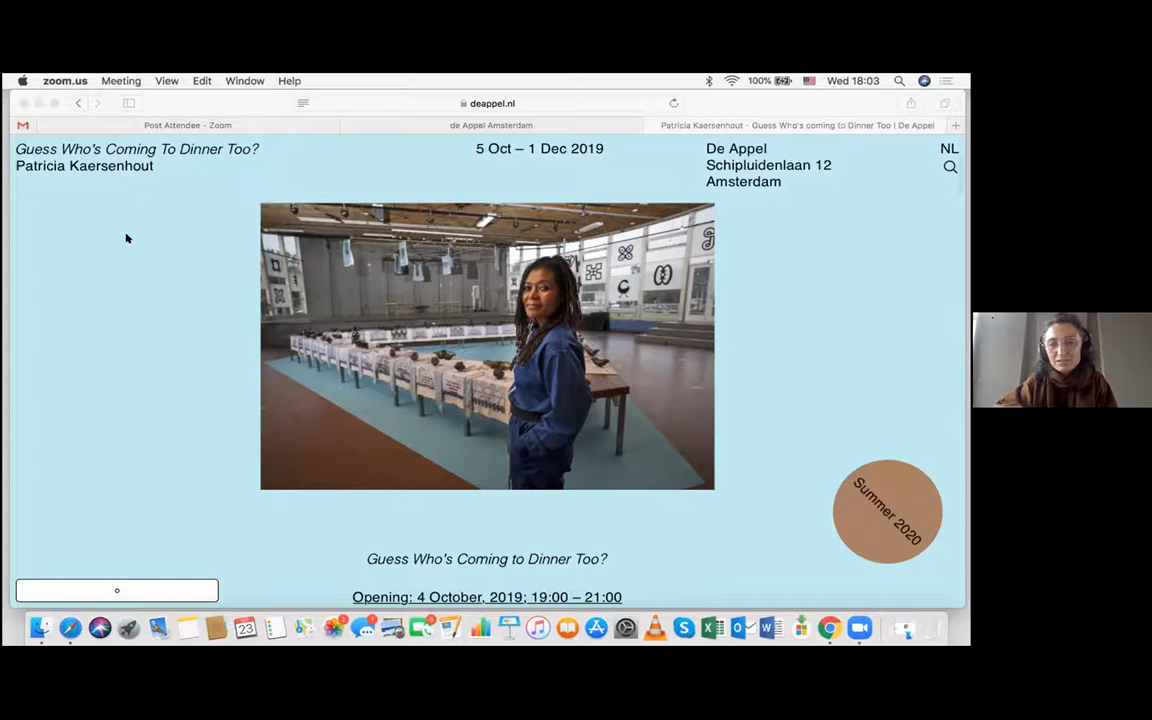 zoom.us Meeting View Edit Window Help 100% Wed 18:03
deappel.nl
Post Attendee - Zoom
de Appel Amsterdam
Patricia Kaersenhout - Guess Who's coming to Dinner Too | De Appel
Guess Who's Coming To Dinner Too?
Patricia Kaersenhout
5 Oct – 1 Dec 2019
De Appel
Schipluidenlaan 12
Amsterdam
NL
Summer 2020
Guess Who's Coming to Dinner Too?
Opening: 4 October, 2019; 19:00 – 21:00
23